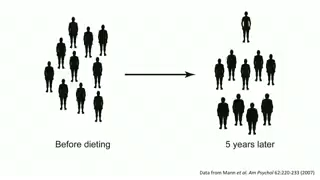 Before dieting
5 years later
Data from Mann et al. Am Psychol 62:220-233 (2007)